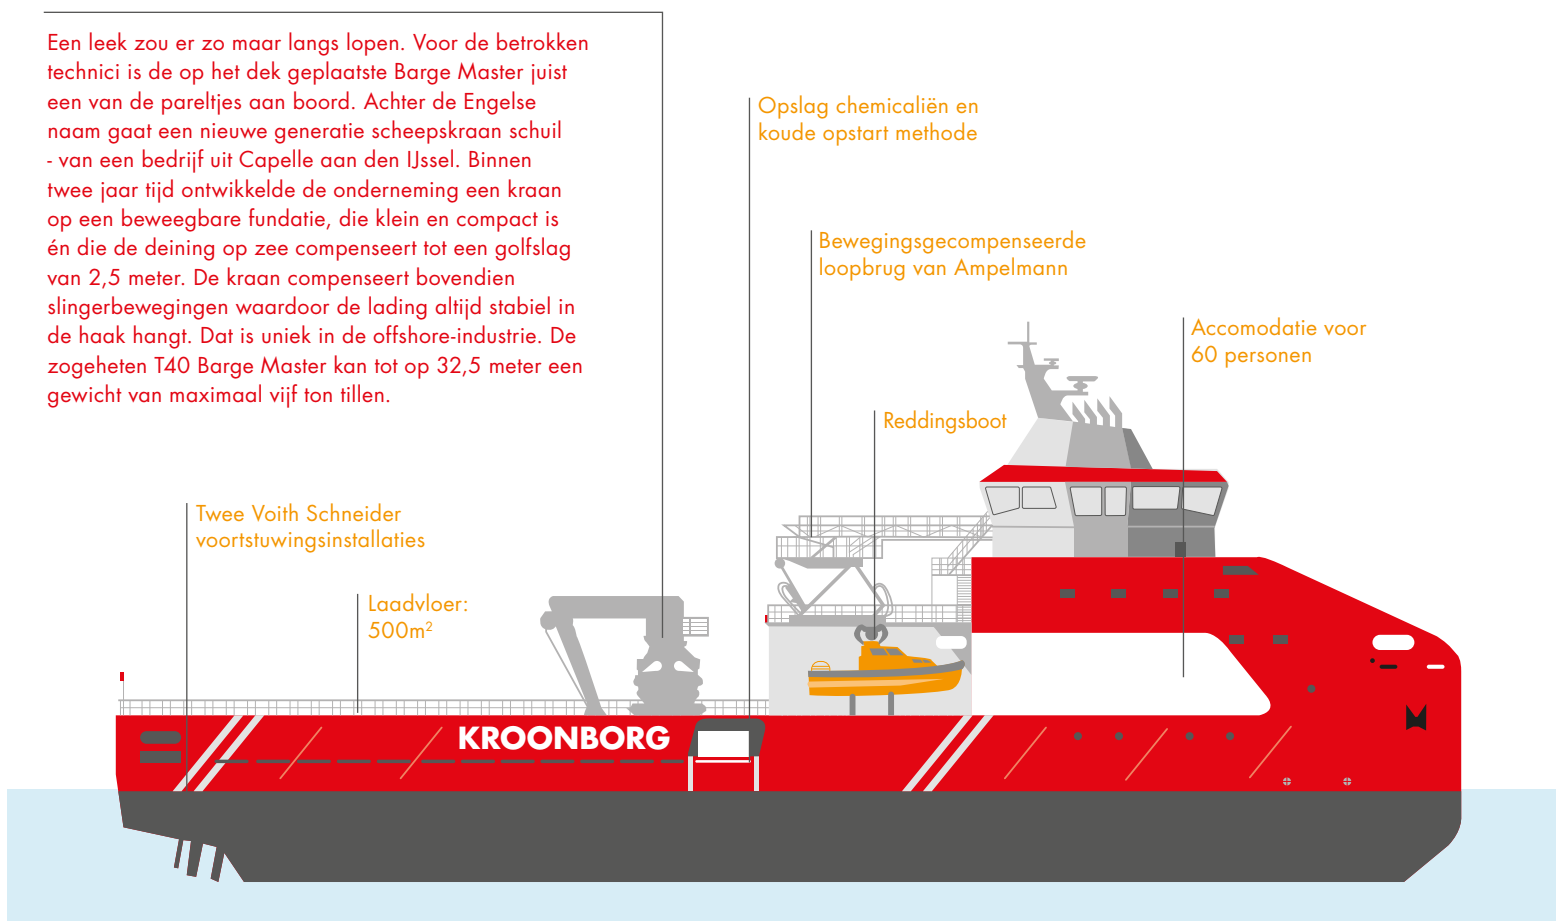 Een leek zou er zo maar langs lopen. Voor de betrokken
technici is de op het dek geplaatste Barge Master juist
een van de pareltjes aan boord. Achter de Engelse
naam gaat een nieuwe generatie scheepskraan schuil
- van een bedrijf uit Capelle aan den IJssel. Binnen
twee jaar tijd ontwikkelde de onderneming een kraan
op een beweegbare fundatie, die klein en compact is
én die de deining op zee compenseert tot een golfslag
van 2,5 meter. De kraan compenseert bovendien
slingerbewegingen waardoor de lading altijd stabiel in
de haak hangt. Dat is uniek in de offshore-industrie. De
zogeheten T40 Barge Master kan tot op 32,5 meter een
gewicht van maximaal vijf ton tillen.
Opslag chemicaliën en
koude opstart methode
Bewegingsgecompenseerde
loopbrug van Ampelmann
Accomodatie voor
60 personen
Reddingsboot
Twee Voith Schneider
voortstuwingsinstallaties
Laadvloer:
500m²
KROONBORG